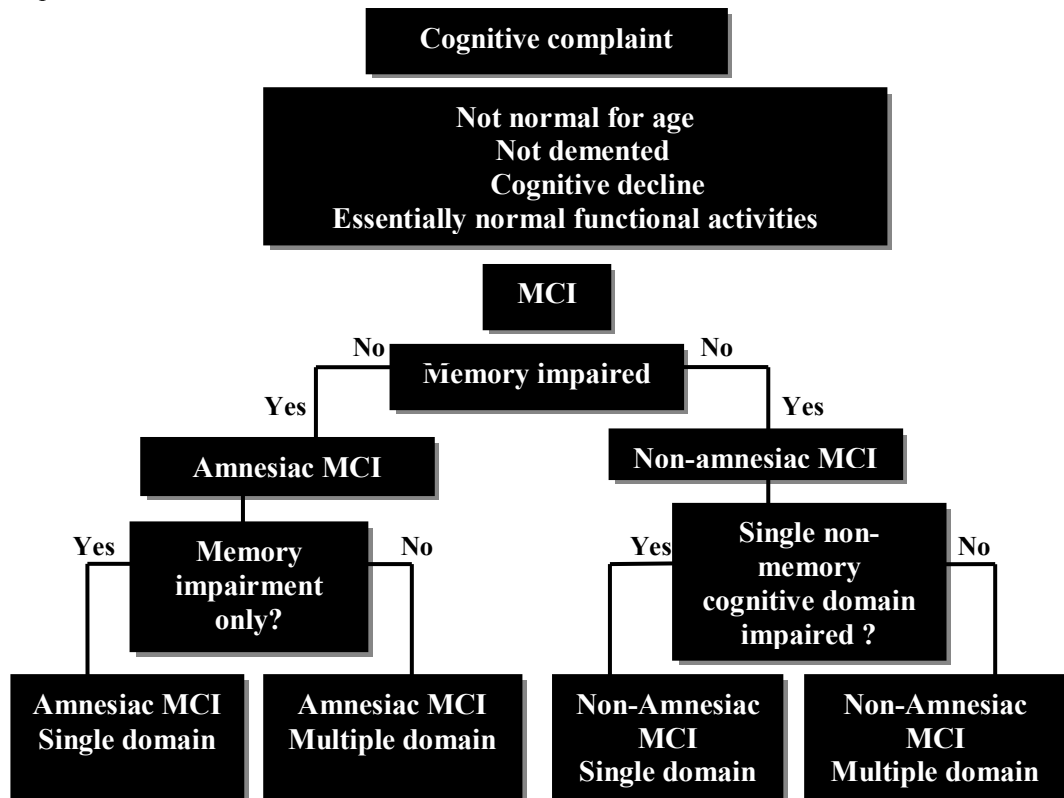 Cognitive complaint
Not normal for age
Not demented
Cognitive decline
Essentially normal functional activities
MCI
No
No
Memory impaired
Yes
Yes
Amnesiac MCI
Non-amnesiac MCI
Yes
Memory
impairment
only?
No
Yes
Single non-
memory
cognitive domain
impaired ?
No
Amnesiac MCI
Single domain
Amnesiac MCI
Multiple domain
Non-Amnesiac
MCI
Single domain
Non-Amnesiac
MCI
Multiple domain